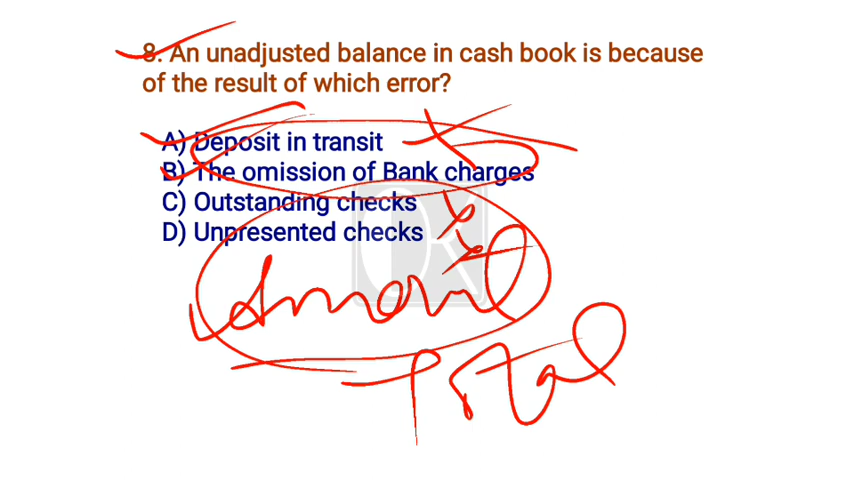 8. An unadjusted balance in cash book is because
of the result of which error?
A) Deposit in transit
B) The omission of Bank charges
C) Outstanding checks
D) Unpresented checks